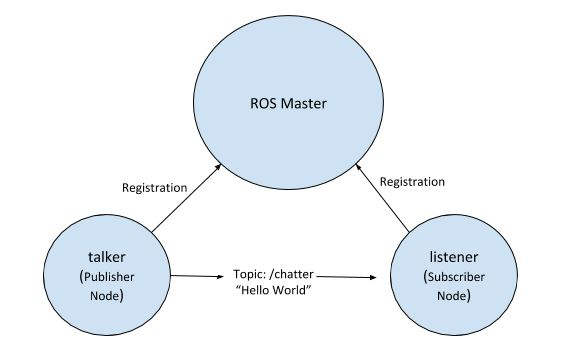 ROS Master
Registration
Registration
talker
(Publisher
Node)
Topic: /chatter
“Hello World”
listener
(Subscriber
Node)